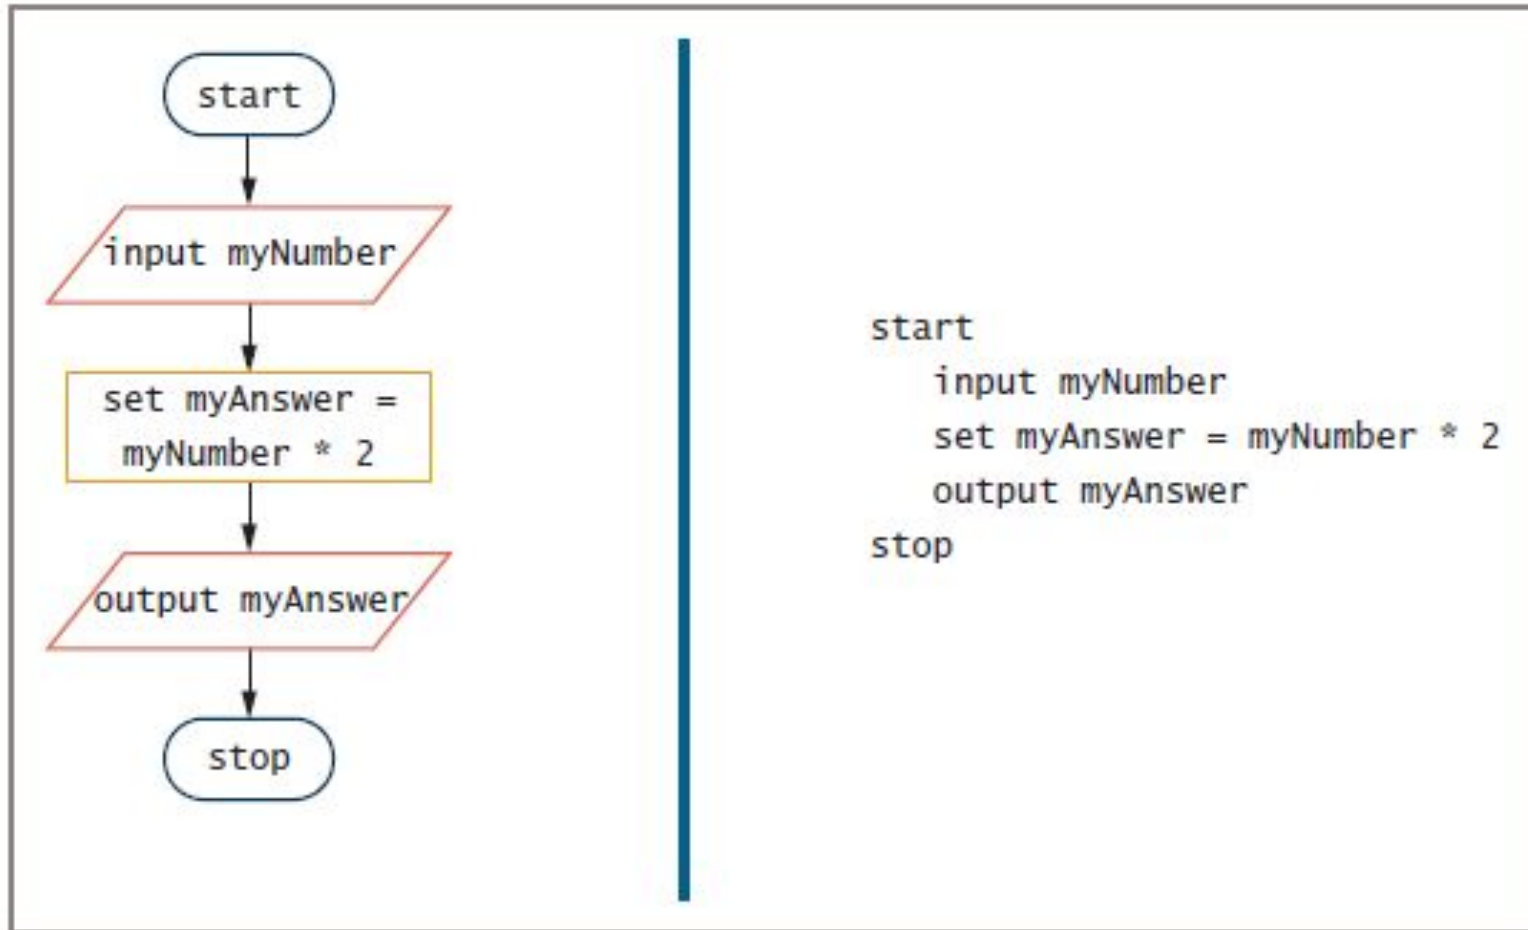 start
input myNumber
set myAnswer =
myNumber * 2
output myAnswer
stop
start
input myNumber
set myAnswer = myNumber * 2
output myAnswer
stop